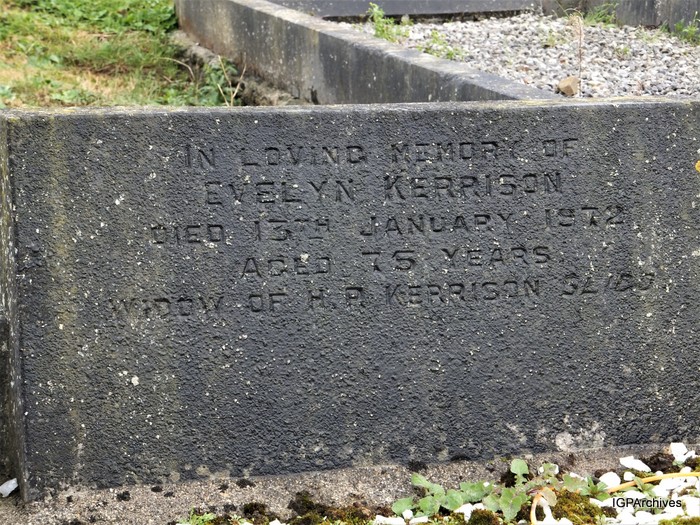 IN LOVING MEMORY OF
EVELYN KERRISON
DIED 13TH JANUARY 1972
AGED 75 YEARS
WIDOW OF H. P. KERRISON
IGPArchives